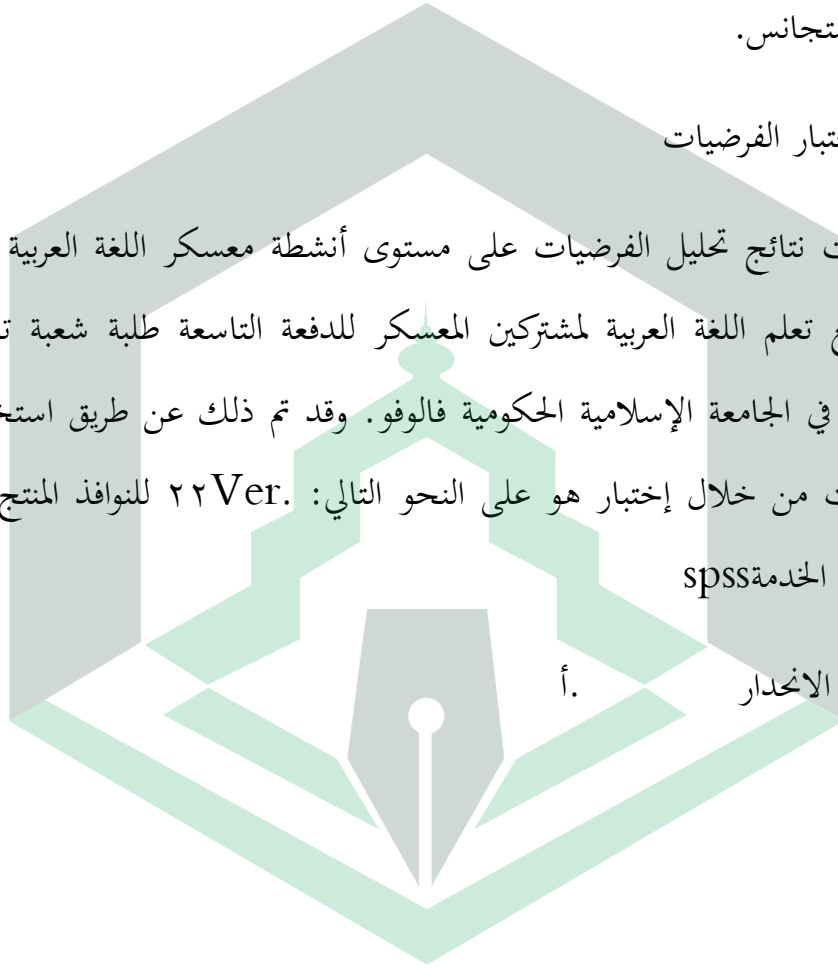 تبار الفرضيات
نتائج تحليل الفرضيات على مستوى أنشطة معسكر اللغة العربية
تعلم اللغة العربية لمشتركين المعسكر للدفعة التاسعة طلبة شعبة
في الجامعة الإسلامية الحكومية فالوفو. وقد تم ذلك عن طريق
من خلال إختبار هو على النحو التالي: .٢٢Ver للنوافذ المنتج
الخدمةspss
أ. الانحدار